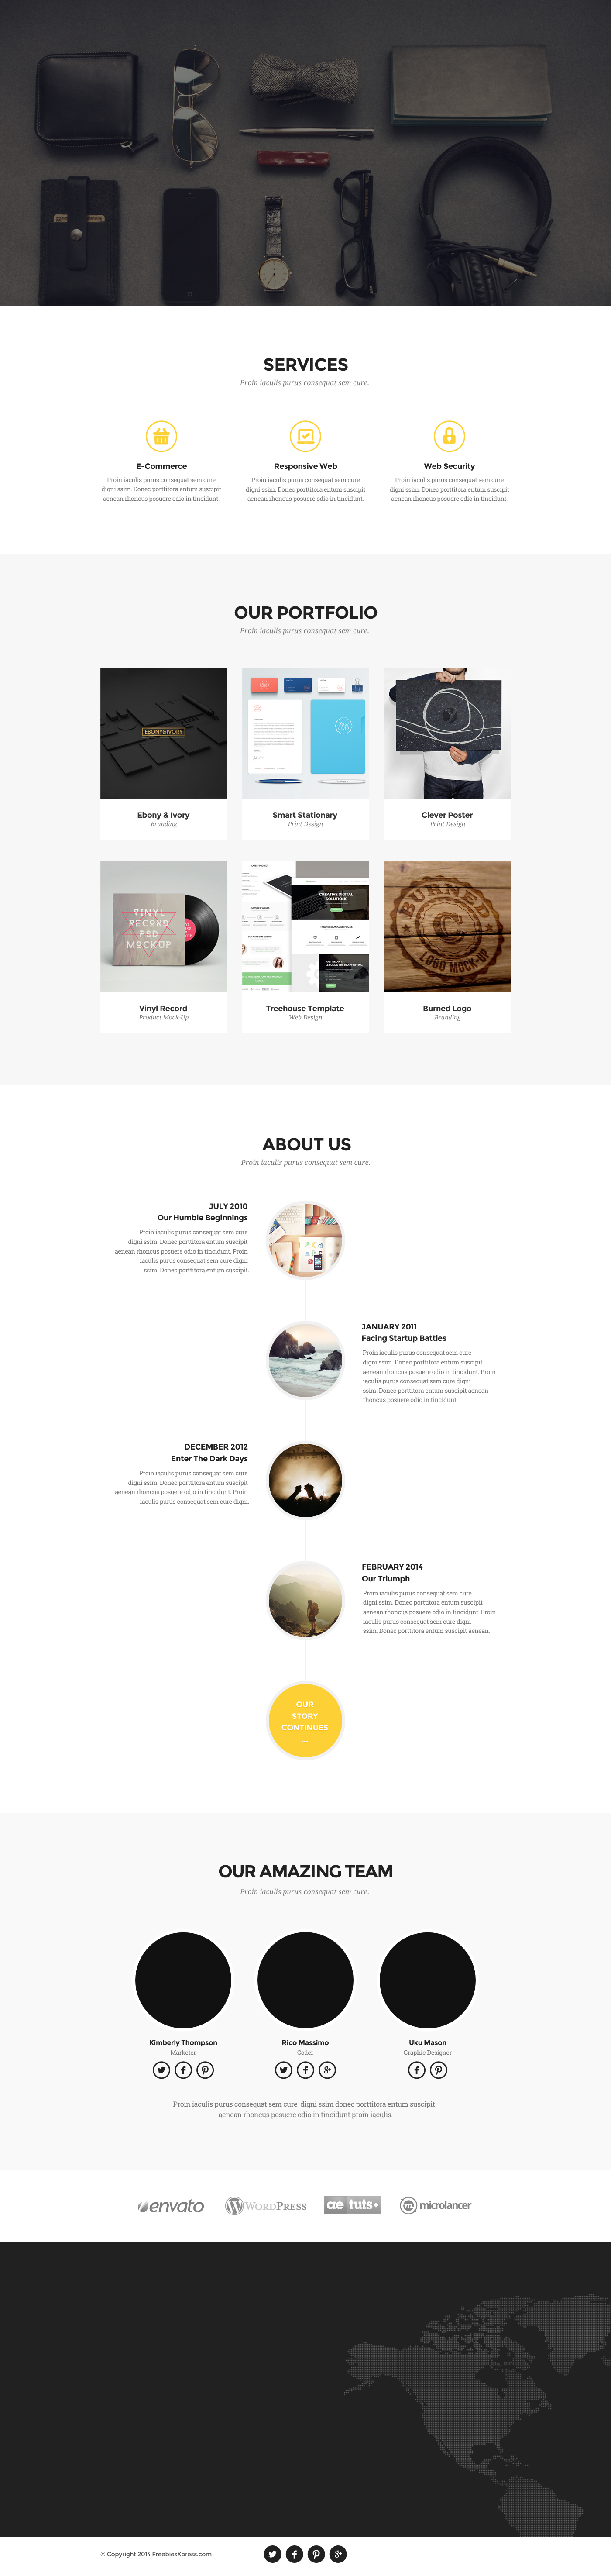 SERVICES
Proin iaculis purus consequat sem cure.
E-Commerce
Proin iaculis purus consequat sem cure
digni ssim. Donec porttitora entum suscipit
aenean rhoncus posuere odio in tincidunt.
Responsive Web
Proin iaculis purus consequat sem cure
digni ssim. Donec porttitora entum suscipit
aenean rhoncus posuere odio in tincidunt.
Web Security
Proin iaculis purus consequat sem cure
digni ssim. Donec porttitora entum suscipit
aenean rhoncus posuere odio in tincidunt.
OUR PORTFOLIO
Proin iaculis purus consequat sem cure.
EBONY&IVORY
Ebony & Ivory
Branding
Smart Stationary
Print Design
Clever Poster
Print Design
VINYL
RECORD
PSD
MOCKUP
Vinyl Record
Product Mock-Up
CREATIVE DIGITAL
SOLUTIONS
PROFESSIONAL SERVICES
Treehouse Template
Web Design
BURNED
C
LOGO MOCK-UP
Burned Logo
Branding
ABOUT US
Proin iaculis purus consequat sem cure.
JULY 2010
Our Humble Beginnings
Proin iaculis purus consequat sem cure
digni ssim. Donec porttitora entum suscipit
aenean rhoncus posuere odio in tincidunt. Proin
iaculis purus consequat sem cure digni
ssim. Donec porttitora entum suscipit.
JANUARY 2011
Facing Startup Battles
Proin iaculis purus consequat sem cure
digni ssim. Donec porttitora entum suscipit
aenean rhoncus posuere odio in tincidunt. Proin
iaculis purus consequat sem cure digni
ssim. Donec porttitora entum suscipit aenean
rhoncus posuere odio in tincidunt.
DECEMBER 2012
Enter The Dark Days
Proin iaculis purus consequat sem cure
digni ssim. Donec porttitora entum suscipit
aenean rhoncus posuere odio in tincidunt. Proin
iaculis purus consequat sem cure digni.
FEBRUARY 2014
Our Triumph
Proin iaculis purus consequat sem cure
digni ssim. Donec porttitora entum suscipit
aenean rhoncus posuere odio in tincidunt. Proin
iaculis purus consequat sem cure digni
ssim. Donec porttitora entum suscipit aenean.
OUR
STORY
CONTINUES
...
OUR AMAZING TEAM
Proin iaculis purus consequat sem cure.
Kimberly Thompson
Marketer
Rico Massimo
Coder
Uku Mason
Graphic Designer
Proin iaculis purus consequat sem cure digni ssim donec porttitora entum suscipit
aenean rhoncus posuere odio in tincidunt proin iaculis.
envato
WORDPRESS
ae tuts+
microlancer
© Copyright 2014 FreebiesXpress.com